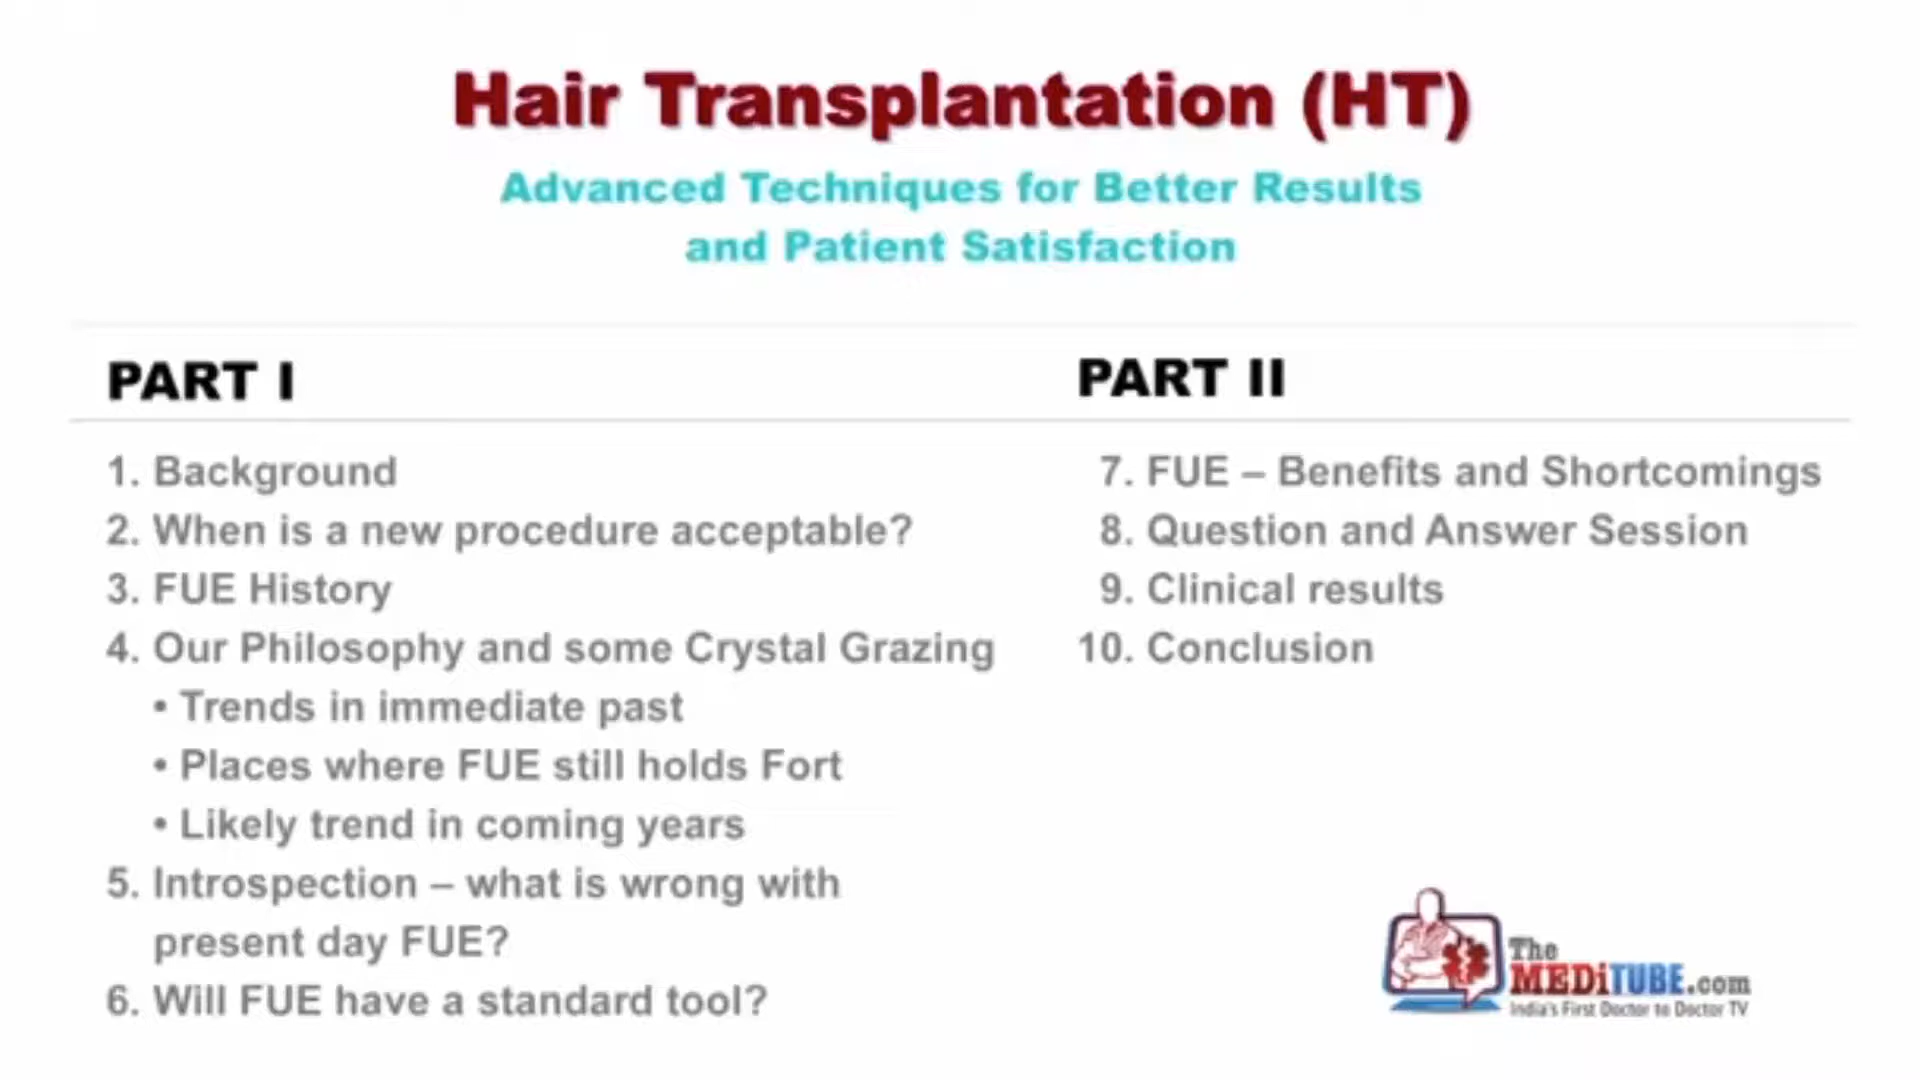 Hair Transplantation (HT)
Advanced Techniques for Better Results
and Patient Satisfaction
PART I
1. Background
2. When is a new procedure acceptable?
3. FUE History
4. Our Philosophy and some Crystal Grazing
• Trends in immediate past
• Places where FUE still holds Fort
• Likely trend in coming years
5. Introspection – what is wrong with
present day FUE?
6. Will FUE have a standard tool?
PART II
7. FUE – Benefits and Shortcomings
8. Question and Answer Session
9. Clinical results
10. Conclusion
The
MEDiTUBE.com
India's First Doctor to Doctor TV